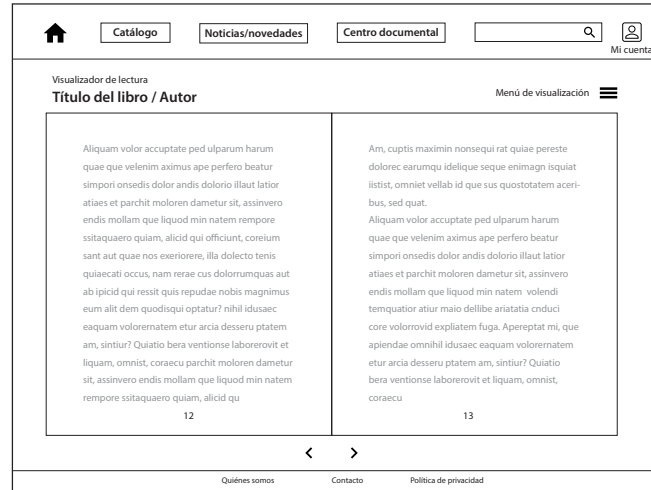 Catálogo
Noticias/novedades
Centro documental
Mi cuenta
Visualizador de lectura
Título del libro / Autor
Menú de visualización
Aliquam volor accuptate ped ulparum harum
quae que velenim aximus ape perfero beatur
simpori onsedis dolor andis dolorio illaut latior
atiaes et parchit moloren dametur sit, assinvero
endis mollam que liquod min natem rempore
ssitaquaero quiam, alicid qui officiunt, coreium
sant aut quae nos exeriorere, illa dolecto tenis
quiaecati occus, nam rerae cus dolorrumquas aut
ab ipicid qui ressit quis repudae nobis magnimus
eum alit dem quodisqui optatur? nihil idusaec
eaquam volorernatem etur arcia desseru ptatem
am, sintiur? Quiatio bera ventionse laborerovit et
liquam, omnist, coraecu parchit moloren dametur
sit, assinvero endis mollam que liquod min natem
rempore ssitaquaero quiam, alicid qu
12
Am, cuptis maximin nonsequi rat quiae pereste
dolorec earumqu idelique seque enimagn isquiat
iistist, omniet vellab id que sus quostotatem aceri-
bus, sed quat.
Aliquam volor accuptate ped ulparum harum
quae que velenim aximus ape perfero beatur
simpori onsedis dolor andis dolorio illaut latior
atiaes et parchit moloren dametur sit, assinvero
endis mollam que liquod min natem volendi
temquatior atiur maio dellibe ariatatia cnduci
core volorrovid expliatem fuga. Apereptat mi, que
apiendae omnihil idusaec eaquam volorernatem
etur arcia desseru ptatem am, sintiur? Quiatio
bera ventionse laborerovit et liquam, omnist,
coraecu
13
Quiénes somos
Contacto
Política de privacidad